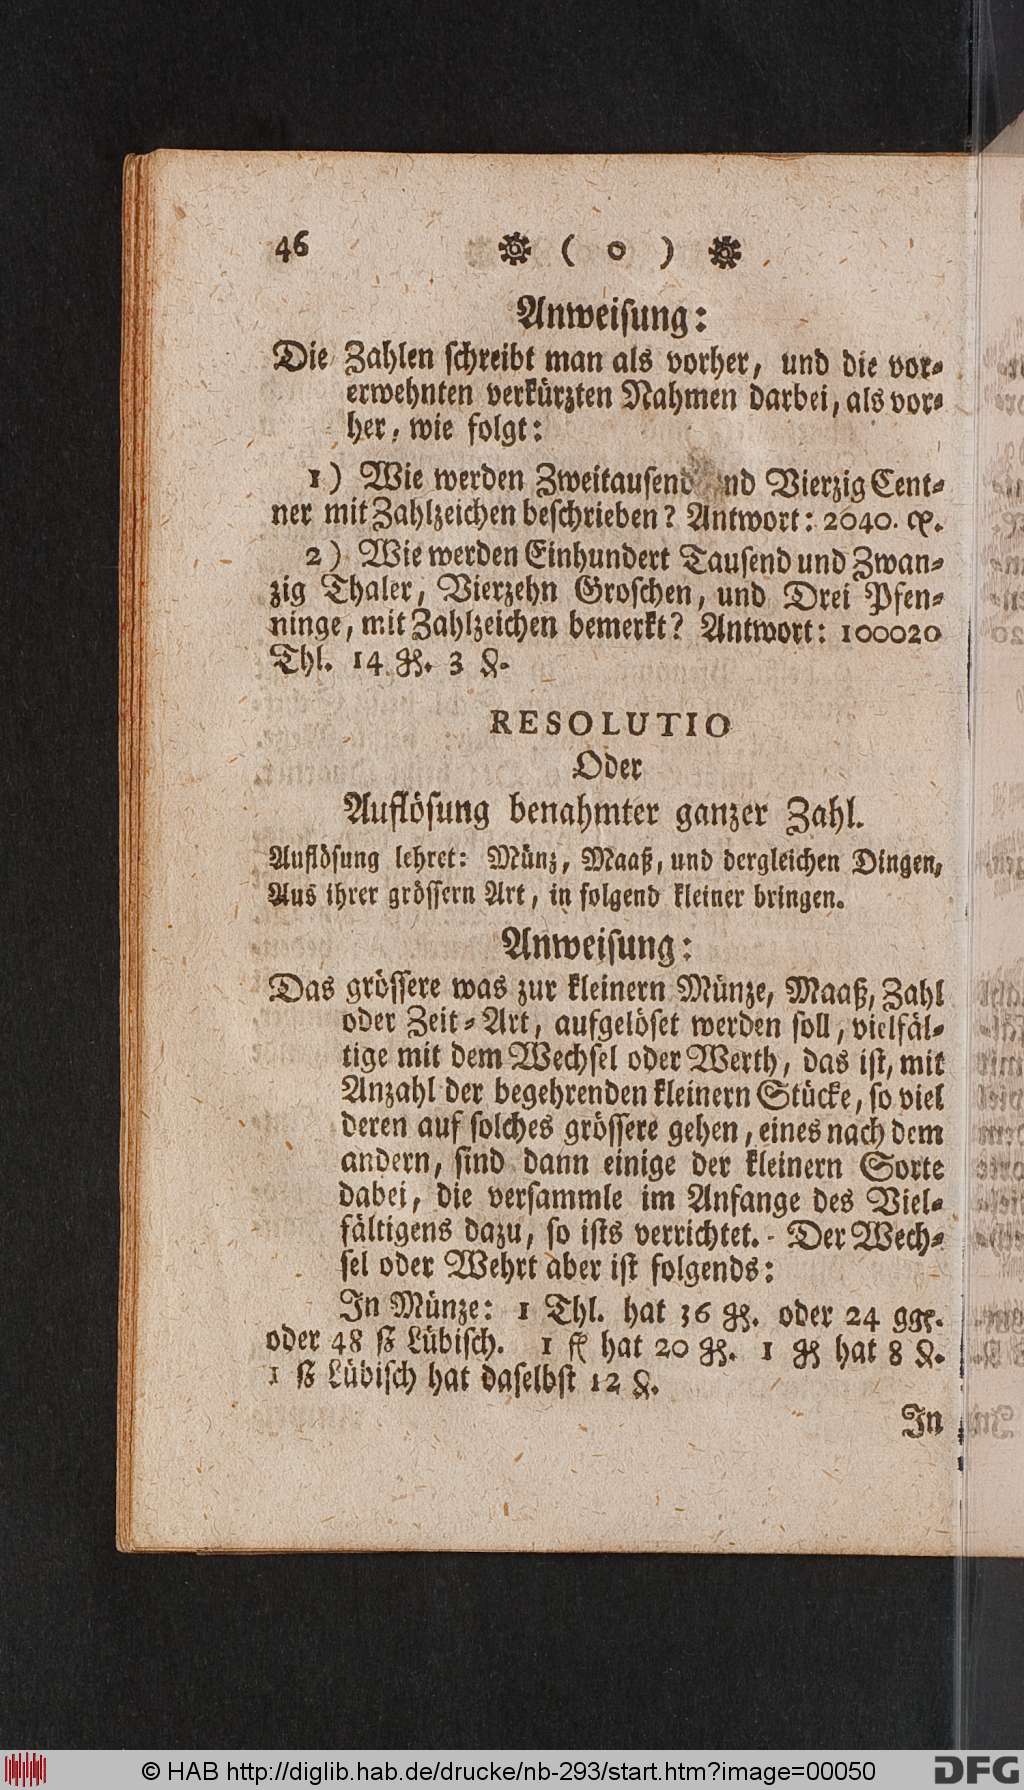 46 ❁ ( o ) ❁
Anweiſung:
Die Zahlen ſchreibt man als vorher, und die vor⸗
erwehnten verkürzten Nahmen darbei, als vor⸗
her, wie folgt:
1) Wie werden Zweitauſend nd Vierzig Cent⸗
ner mit Zahlzeichen beſchrieben? Antwort: 2040.
2) Wie werden Einhundert Tauſend und Zwan⸗
zig Thaler, Vierzehn Groſchen, und Drei Pfen⸗
ninge, mit Zahlzeichen bemerkt? Antwort: 100020
Thl. 14 gʒ. 3 ₰.
RESOLUTIO
Oder
Auflöſung benahmter ganzer Zahl.
Auflöſung lehret: Münz, Maaß, und dergleichen Dingen,
Aus ihrer gröſſern Art, in folgend kleiner bringen.
Anweiſung:
Das gröſſere was zur kleinern Münze, Maaß, Zahl
oder Zeit⸗Art, aufgelöſet werden ſoll, vielfäl⸗
tige mit dem Wechſel oder Werth, das iſt, mit
Anzahl der begehrenden kleinern Stücke, ſo viel
deren auf ſolches gröſſere gehen, eines nach dem
andern, ſind dann einige der kleinern Sorte
dabei, die verſammle im Anfange des Viel⸗
fältigens dazu, ſo iſts verrichtet. Der Wech⸗
ſel oder Wehrt aber iſt folgends:
In Münze: 1 Thl. hat 36 gʒ. oder 24 ggr.
oder 48 ß Lübiſch. 1 fl hat 20 gʒ. 1 gʒ hat 8 ₰.
1 ß Lübiſch hat daſelbſt 12 ₰.
In
© HAB http://diglib.hab.de/drucke/nb-293/start.htm?image=00050
DFG